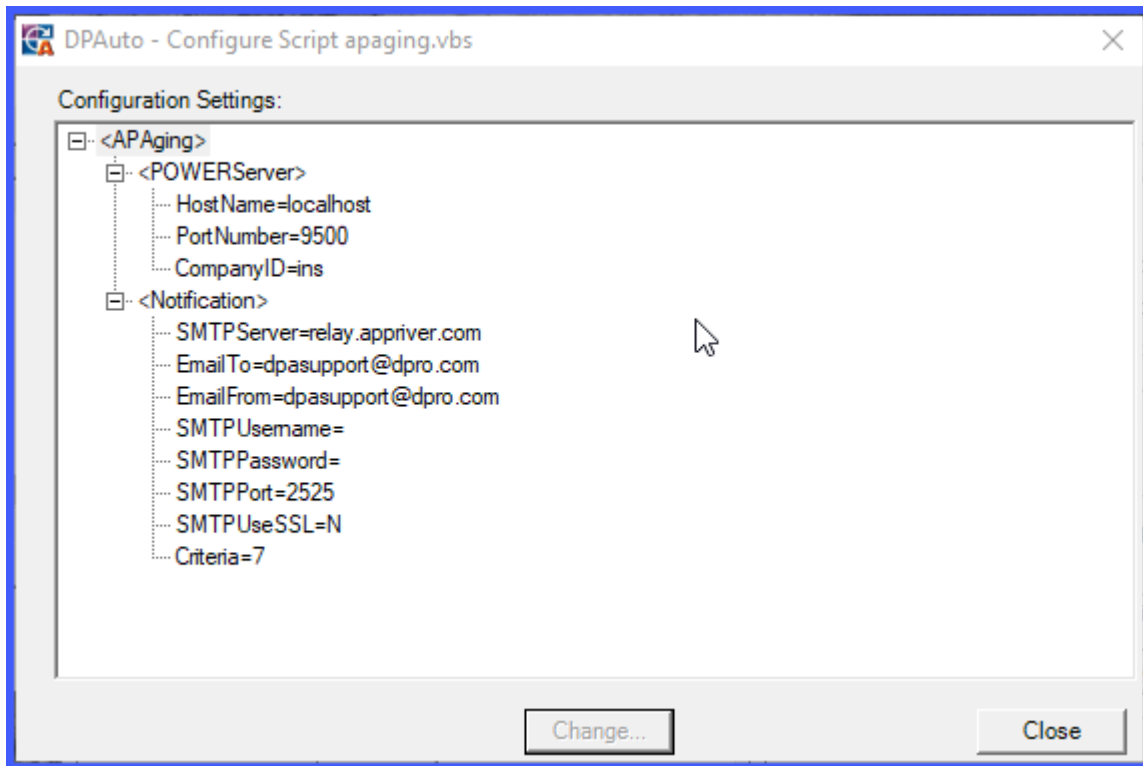 DPAuto - Configure Script apaging.vbs
Configuration Settings:
<APAging>
<POWERServer>
HostName=localhost
PortNumber=9500
CompanyID=ins
<Notification>
SMTPServer=relay.appriver.com
EmailTo=dpasupport@dpro.com
EmailFrom=dpasupport@dpro.com
SMTPUsername=
SMTPPassword=
SMTPPort=2525
SMTPUseSSL=N
Criteria=7
Change...
Close